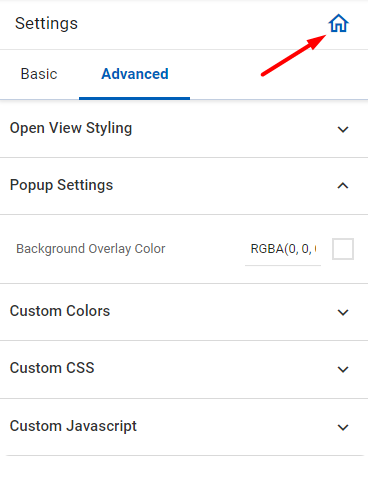 Settings
Basic Advanced
Open View Styling
Popup Settings
Background Overlay Color RGBA(0, 0,
Custom Colors
Custom CSS
Custom Javascript